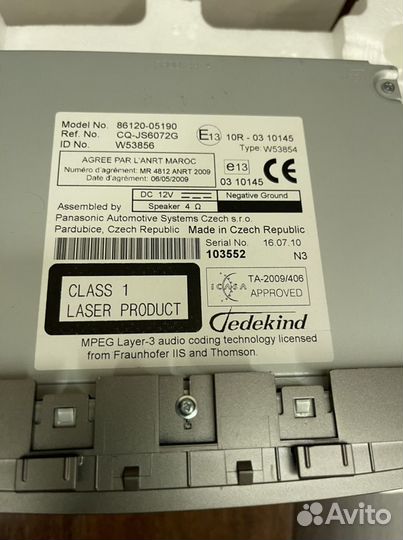 Model No. 86120-05190
Ref. No. CQ-JS6072G
ID No. W53856
E13 10R - 03 10145
Type: W53854
AGREE PAR L'ANRT MAROC
Numéro d'agrément: MR 4812 ANRT 2009
Date d'agrément: 06/05/2009
e13
03 10145
CE
DC 12V Negative Ground
Speaker 4 Ω
Assembled by
Panasonic Automotive Systems Czech s.r.o.
Pardubice, Czech Republic Made in Czech Republic
Serial No. 16.07.10
103552 N3
CLASS 1
LASER PRODUCT
ICASA
TA-2009/406
APPROVED
Tedekind
MPEG Layer-3 audio coding technology licensed
from Fraunhofer IIS and Thomson.
Avito